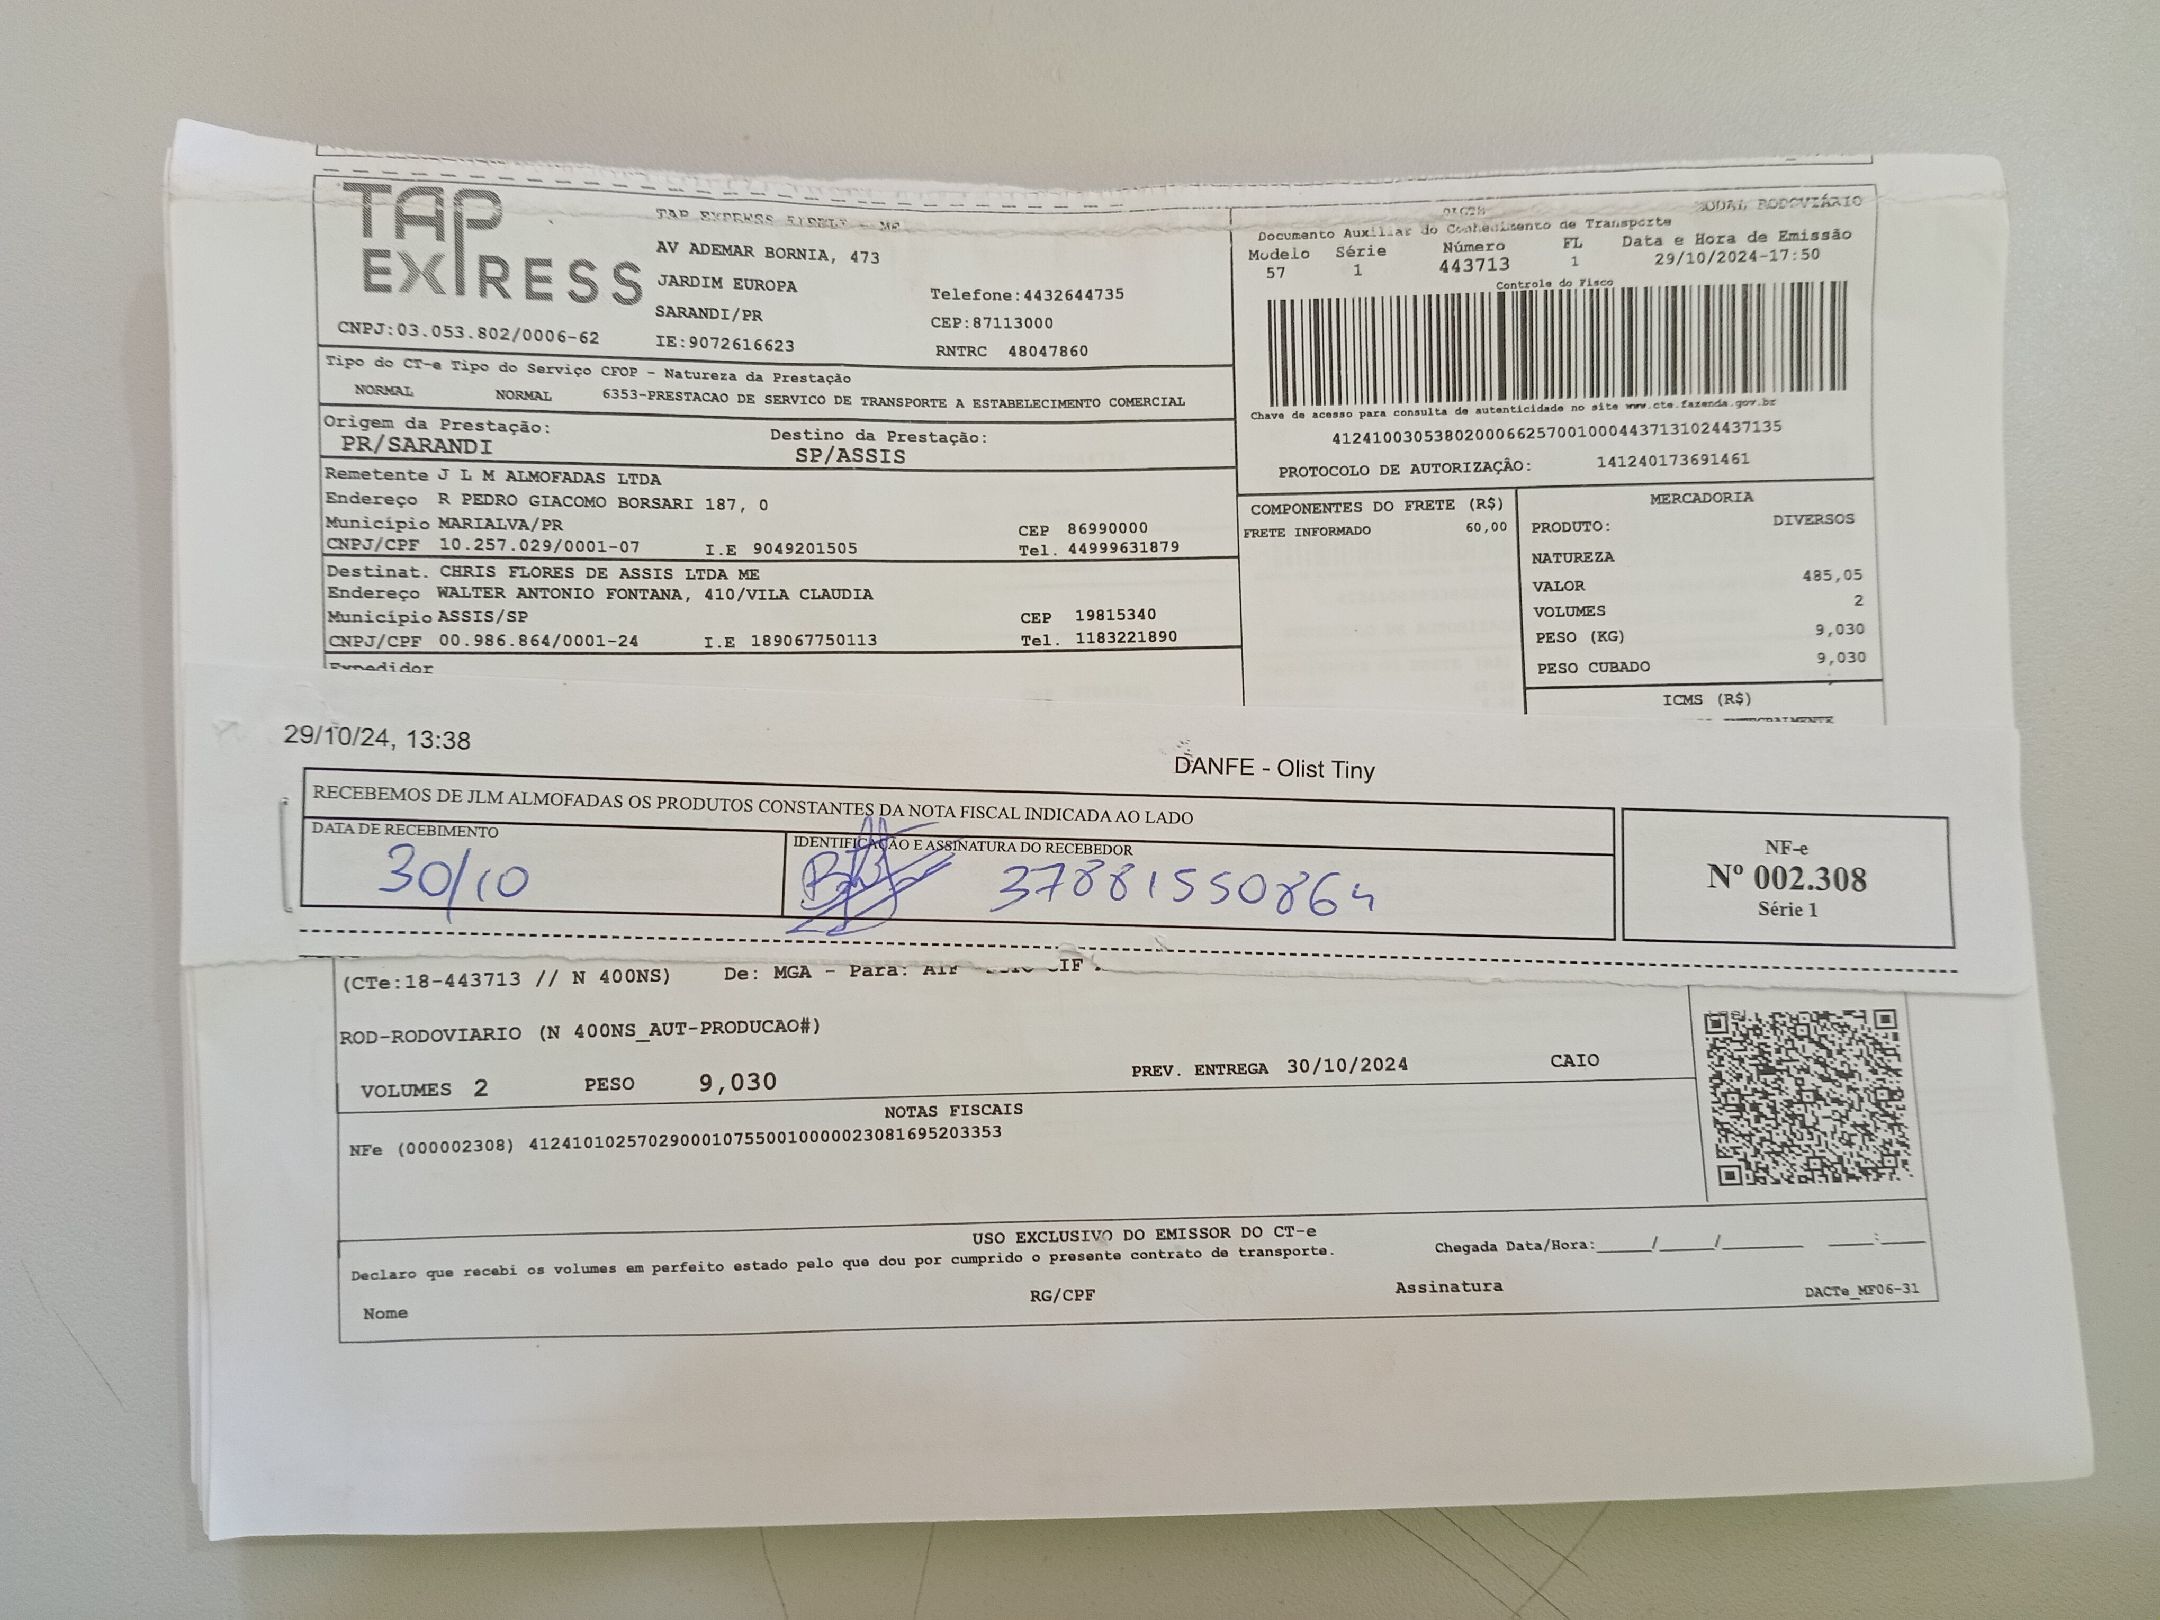 TAP
EXPRESS
TAP EXPRESS EIRELI - ME
AV ADEMAR BORNIA, 473
JARDIM EUROPA
SARANDI/PR
IE:9072616623
Telefone:4432644735
CEP:87113000
RNTRC 48047860
CNPJ:03.053.802/0006-62
MODAL RODOVIÁRIO
Documento Auxiliar do Conhecimento de Transporte
Modelo Série Número FL Data e Hora de Emissão
57 1 443713 1 29/10/2024-17:50
Controle do Fisco
Chave de acesso para consulta de autenticidade no site www.cte.fazenda.gov.br
41241003053802000662570010004437131024437135
PROTOCOLO DE AUTORIZAÇÃO: 141240173691461
Tipo do CT-e Tipo do Serviço CFOP - Natureza da Prestação
NORMAL NORMAL 6353-PRESTACAO DE SERVICO DE TRANSPORTE A ESTABELECIMENTO COMERCIAL
Origem da Prestação: Destino da Prestação:
PR/SARANDI SP/ASSIS
Remetente J L M ALMOFADAS LTDA
Endereço R PEDRO GIACOMO BORSARI 187, 0
Município MARIALVA/PR CEP 86990000
CNPJ/CPF 10.257.029/0001-07 I.E 9049201505 Tel. 44999631879
Destinat. CHRIS FLORES DE ASSIS LTDA ME
Endereço WALTER ANTONIO FONTANA, 410/VILA CLAUDIA
Município ASSIS/SP CEP 19815340
CNPJ/CPF 00.986.864/0001-24 I.E 189067750113 Tel. 1183221890
Expedidor
COMPONENTES DO FRETE (R$)
FRETE INFORMADO 60,00
MERCADORIA
PRODUTO: DIVERSOS
NATUREZA
VALOR 485,05
VOLUMES 2
PESO (KG) 9,030
PESO CUBADO 9,030
ICMS (R$)
29/10/24, 13:38 DANFE - Olist Tiny
RECEBEMOS DE JLM ALMOFADAS OS PRODUTOS CONSTANTES DA NOTA FISCAL INDICADA AO LADO
DATA DE RECEBIMENTO
30/10
IDENTIFICAÇÃO E ASSINATURA DO RECEBEDOR
37881550864
NF-e
Nº 002.308
Série 1
(CTe:18-443713 // N 400NS) De: MGA - Para:
ROD-RODOVIARIO (N 400NS_AUT-PRODUCAO#)
VOLUMES 2 PESO 9,030 PREV. ENTREGA 30/10/2024 CAIO
NOTAS FISCAIS
NFe (000002308) 41241010257029000107550010000023081695203353
USO EXCLUSIVO DO EMISSOR DO CT-e
Declaro que recebi os volumes em perfeito estado pelo que dou por cumprido o presente contrato de transporte. Chegada Data/Hora:_____/_____/_______ ____:____
Nome RG/CPF Assinatura DACTe_MF06-31